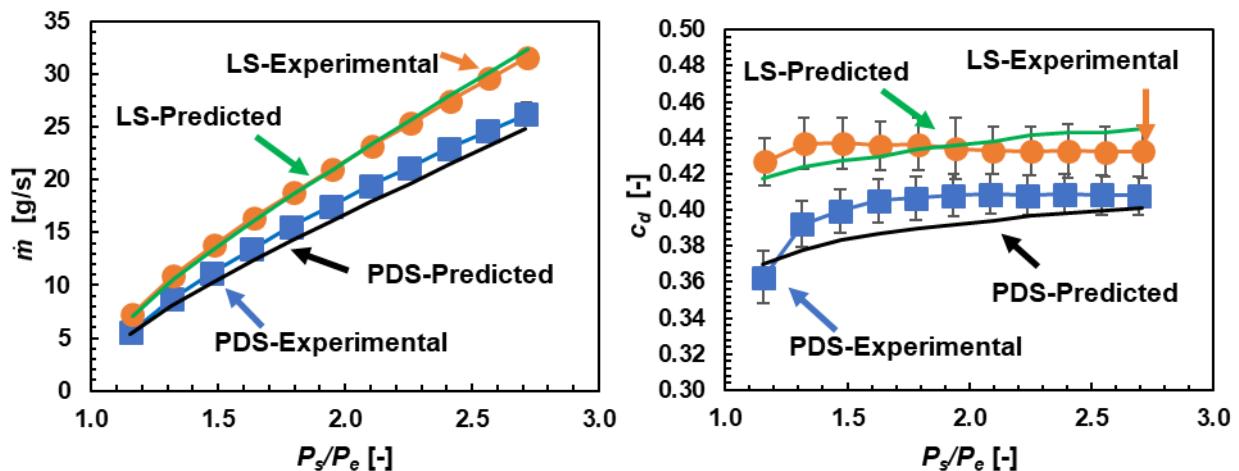 35
30
25
20
15
10
5
0
ṁ [g/s]
LS-Experimental
LS-Predicted
PDS-Predicted
PDS-Experimental
1.0 1.5 2.0 2.5 3.0
Ps/Pe [-]
0.50
0.48
0.46
0.44
0.42
0.40
0.38
0.36
0.34
0.32
0.30
cd [-]
LS-Experimental
LS-Predicted
PDS-Predicted
PDS-Experimental
1.0 1.5 2.0 2.5 3.0
Ps/Pe [-]